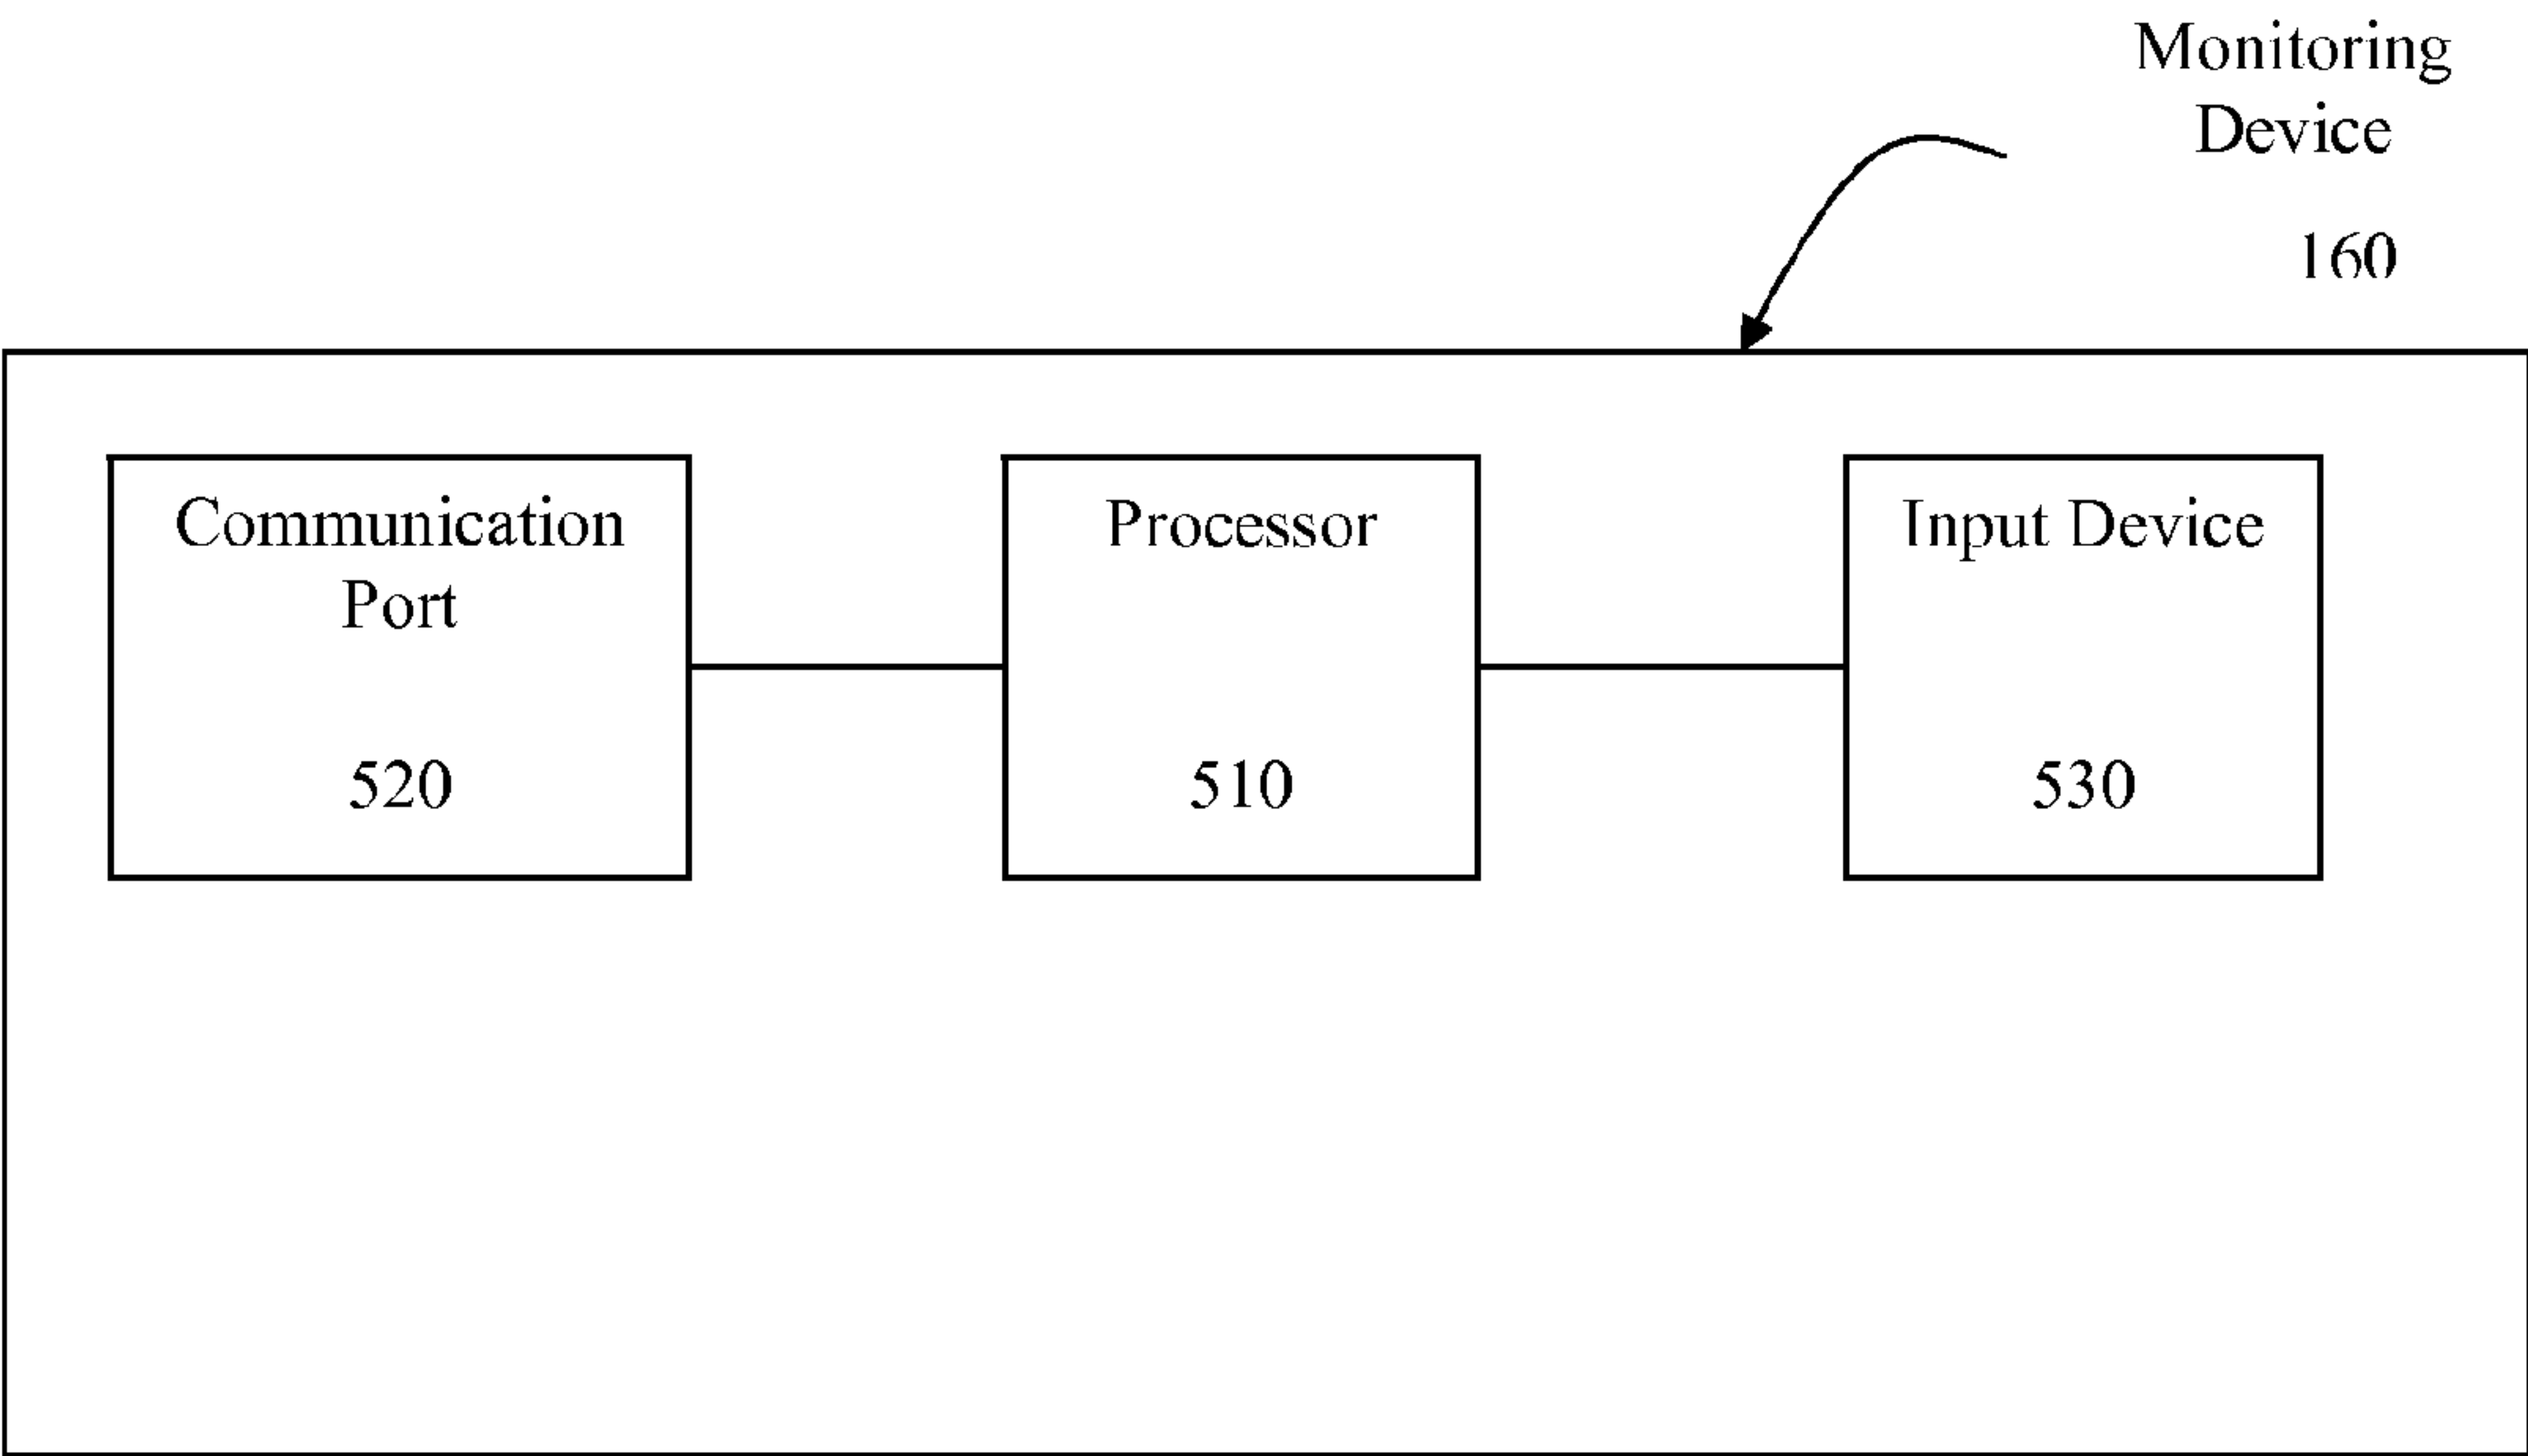 Monitoring
Device
160
Communication
Port
520
Processor
510
Input Device
530